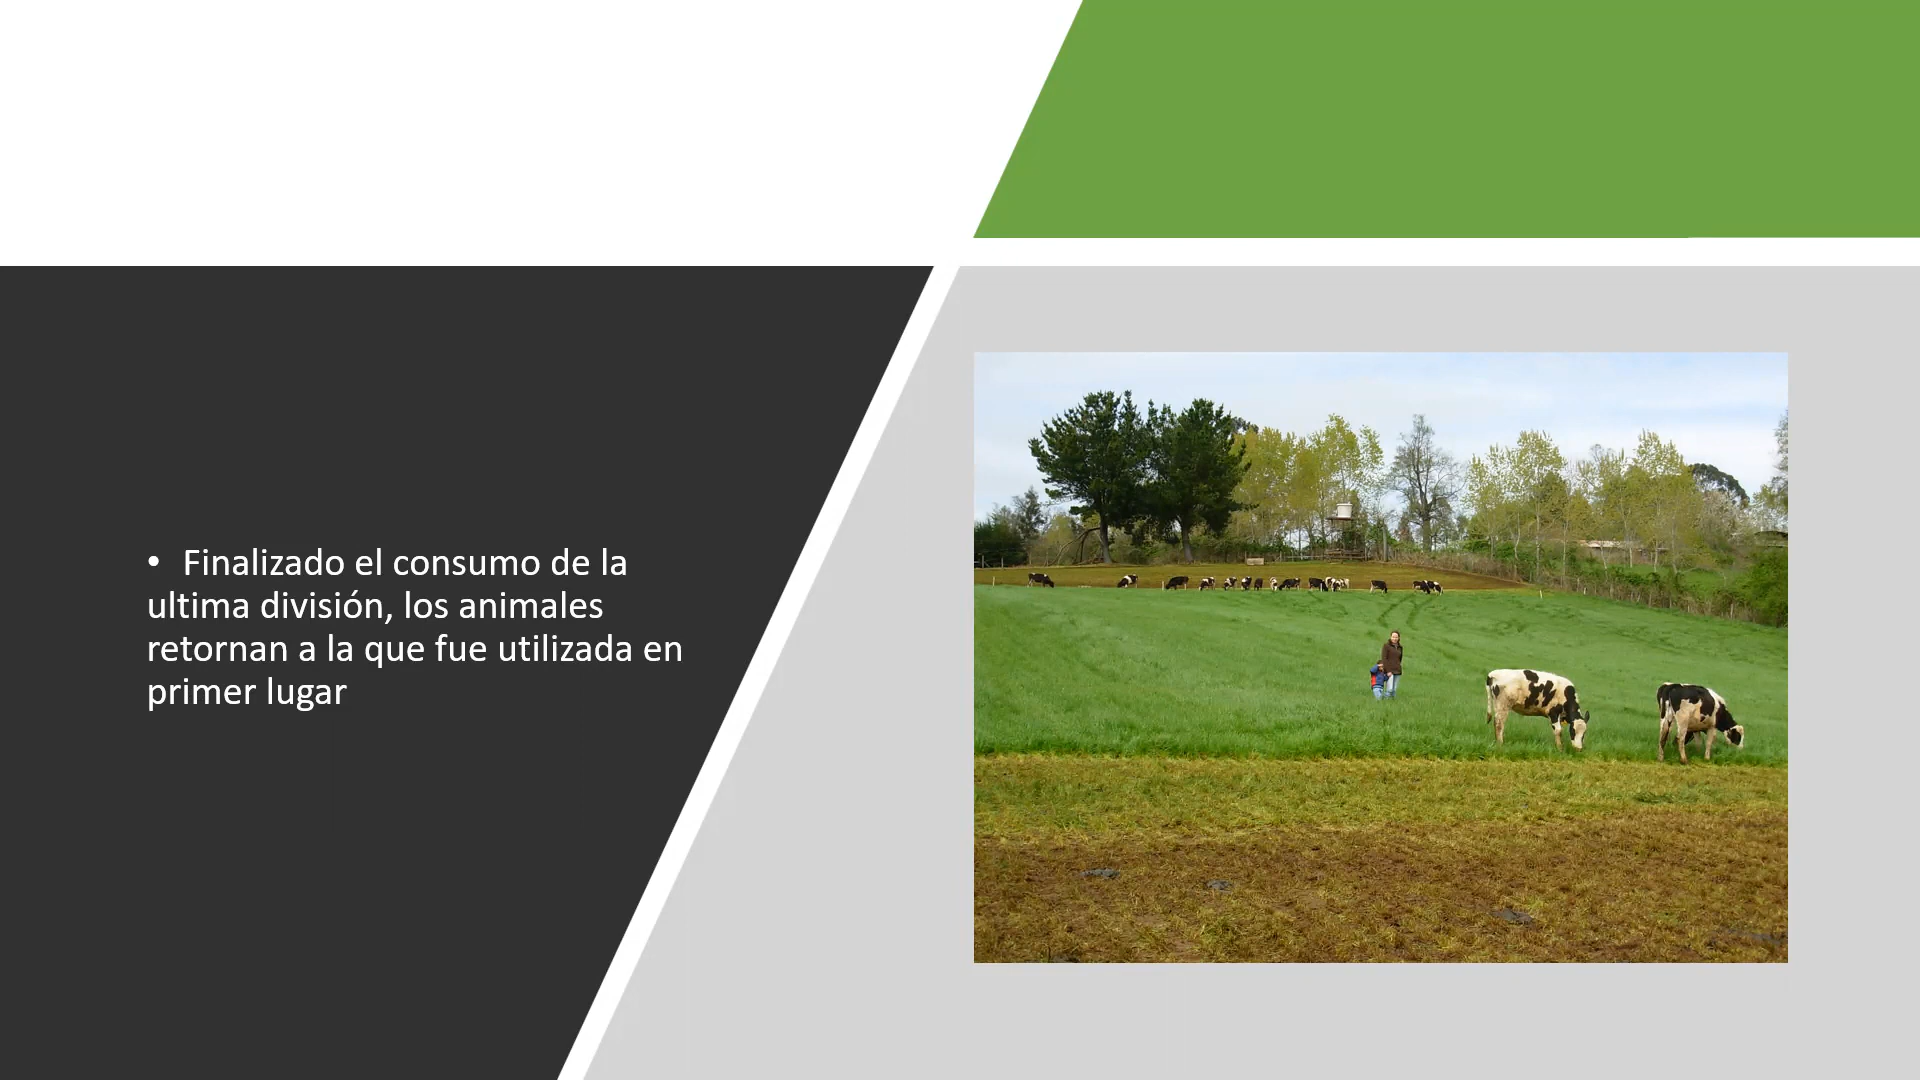 • Finalizado el consumo de la
ultima división, los animales
retornan a la que fue utilizada en
primer lugar